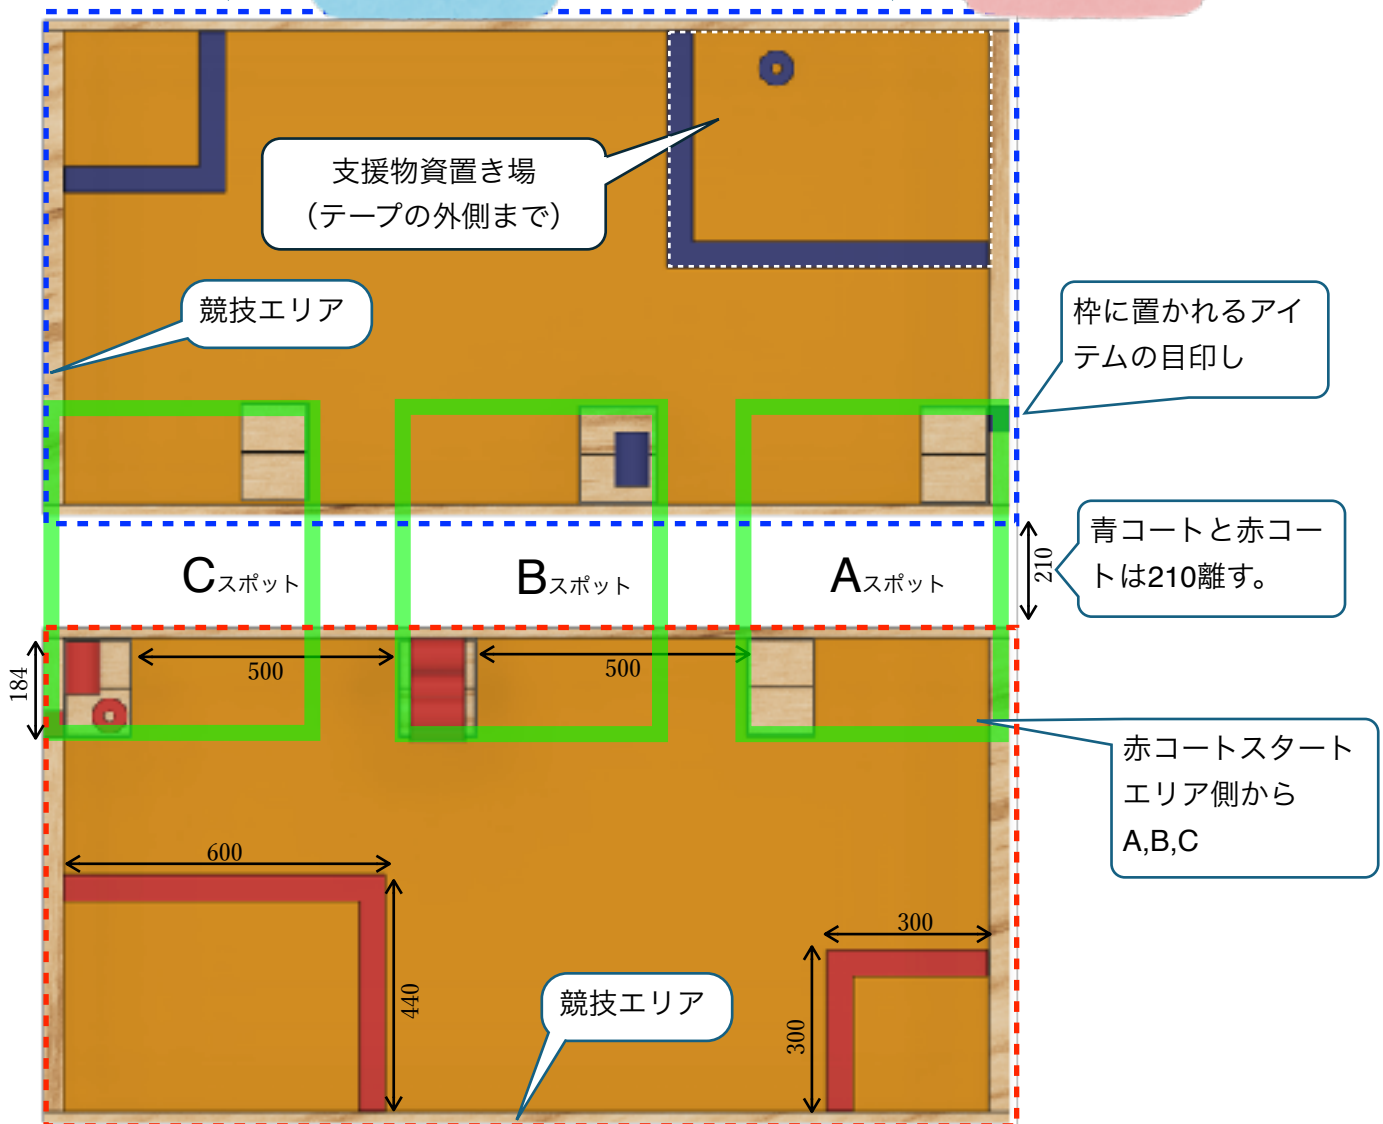 支援物資置き場
（テープの外側まで）
競技エリア
枠に置かれるアイ
テムの目印し
青コートと赤コー
トは210離す。
210
Cスポット
Bスポット
Aスポット
184
500
500
赤コートスタート
エリア側から
A,B,C
600
440
300
300
競技エリア